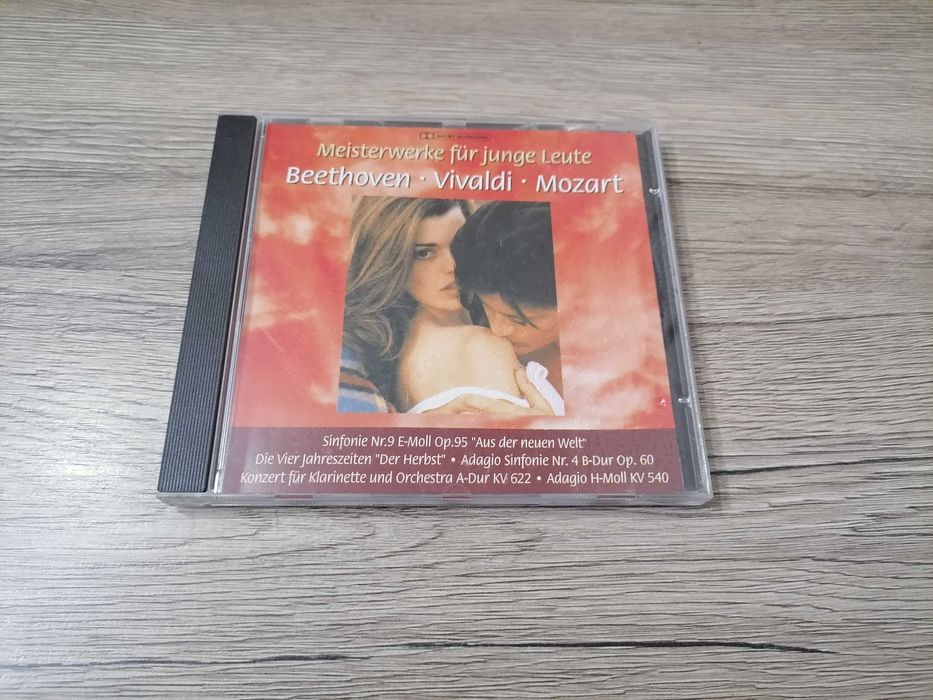 Meisterwerke für junge Leute
Beethoven · Vivaldi · Mozart
Sinfonie Nr.9 E-Moll Op.95 "Aus der neuen Welt"
Die Vier Jahreszeiten "Der Herbst" • Adagio Sinfonie Nr. 4 B-Dur Op. 60
Konzert für Klarinette und Orchestra A-Dur KV 622 • Adagio H-Moll KV 540